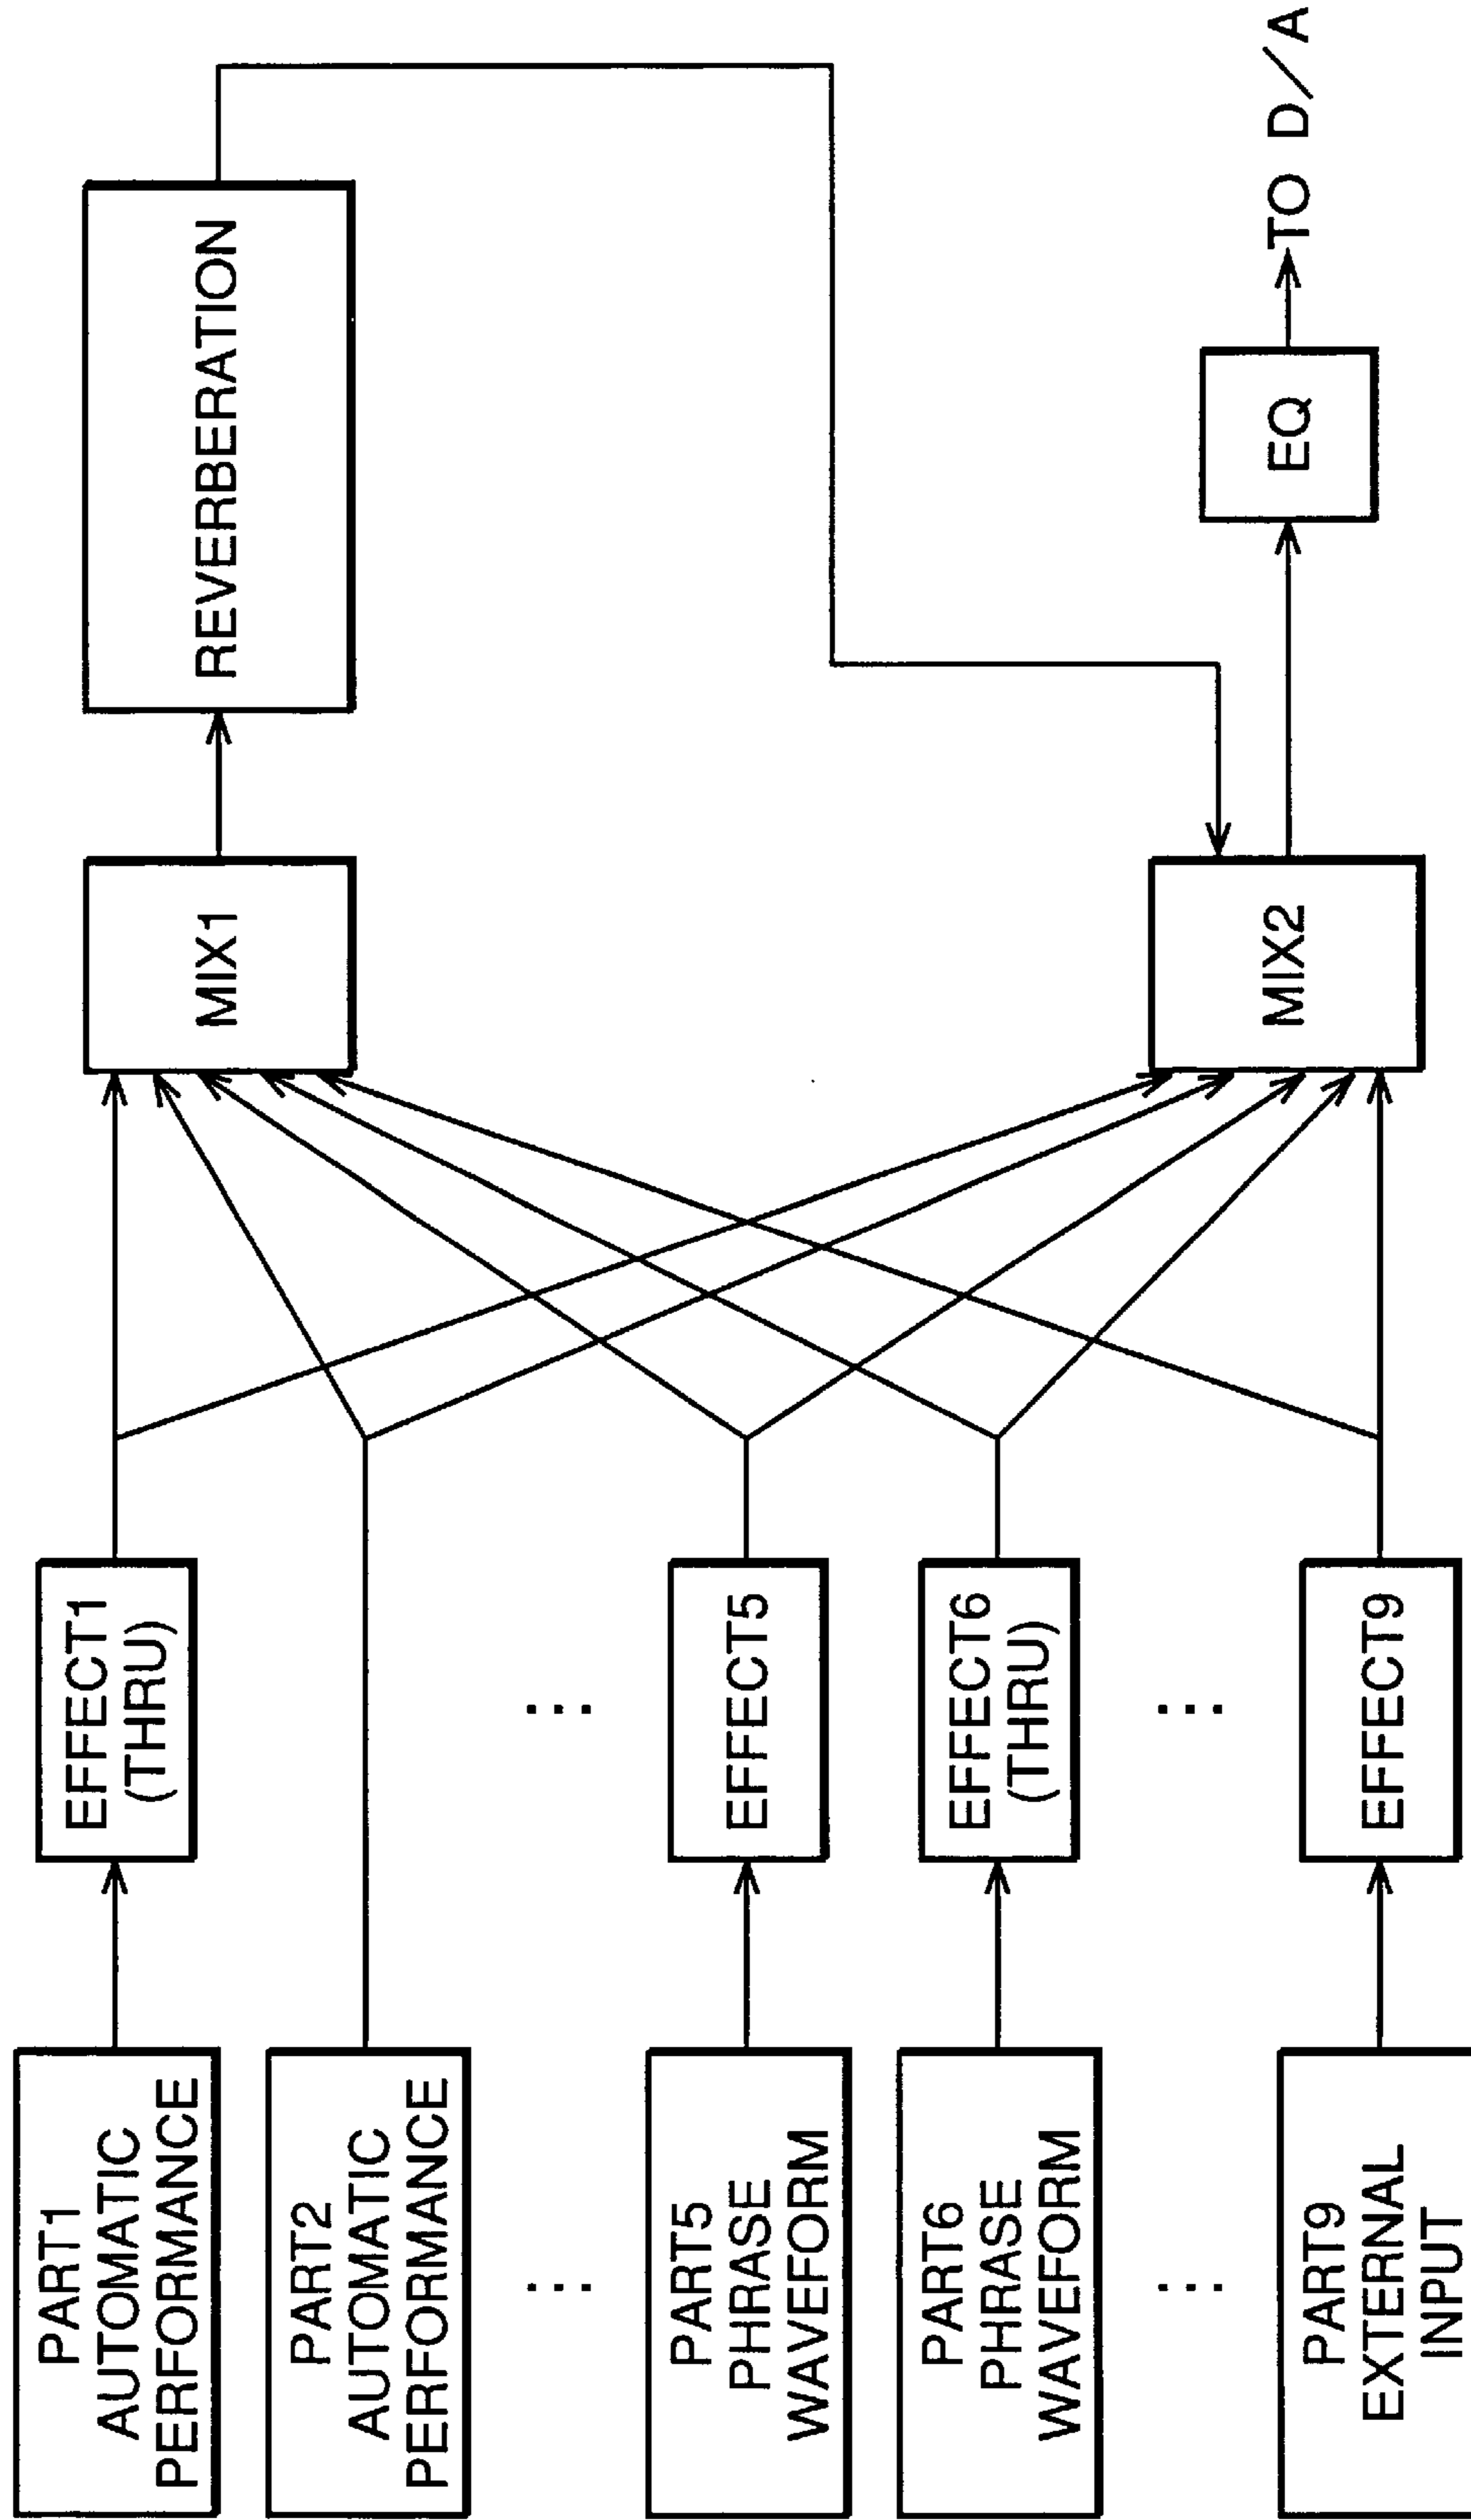 PART1
AUTOMATIC
PERFORMANCE
EFFECT1
(THRU)
MIX1
REVERBERATION
PART2
AUTOMATIC
PERFORMANCE
...
...
PART5
PHRASE
WAVEFORM
EFFECT5
PART6
PHRASE
WAVEFORM
EFFECT6
(THRU)
...
...
PART9
EXTERNAL
INPUT
EFFECT9
MIX2
EQ
TO D/A